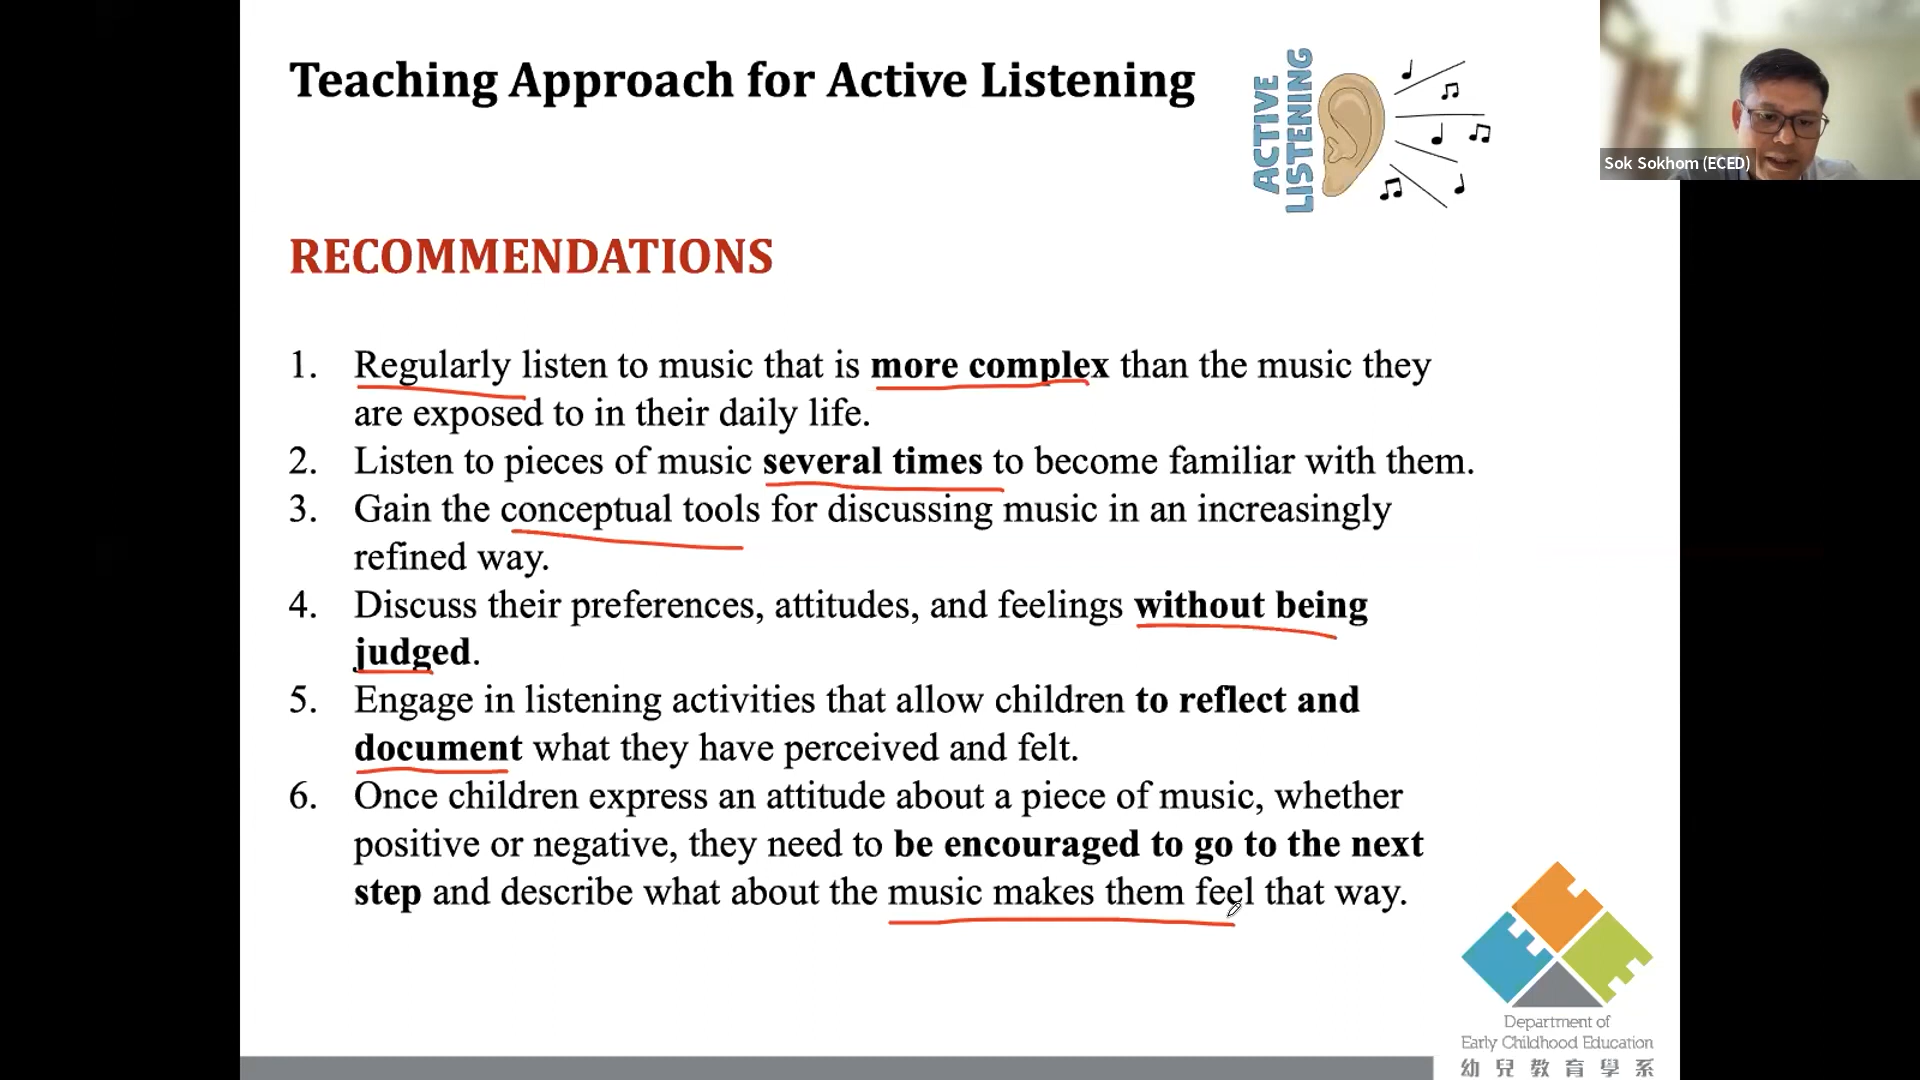 Teaching Approach for Active Listening
ACTIVE
LISTENING
Sok Sokhom (ECED)
RECOMMENDATIONS
1. Regularly listen to music that is more complex than the music they
are exposed to in their daily life.
2. Listen to pieces of music several times to become familiar with them.
3. Gain the conceptual tools for discussing music in an increasingly
refined way.
4. Discuss their preferences, attitudes, and feelings without being
judged.
5. Engage in listening activities that allow children to reflect and
document what they have perceived and felt.
6. Once children express an attitude about a piece of music, whether
positive or negative, they need to be encouraged to go to the next
step and describe what about the music makes them feel that way.
Department of
Early Childhood Education
幼兒教育學系